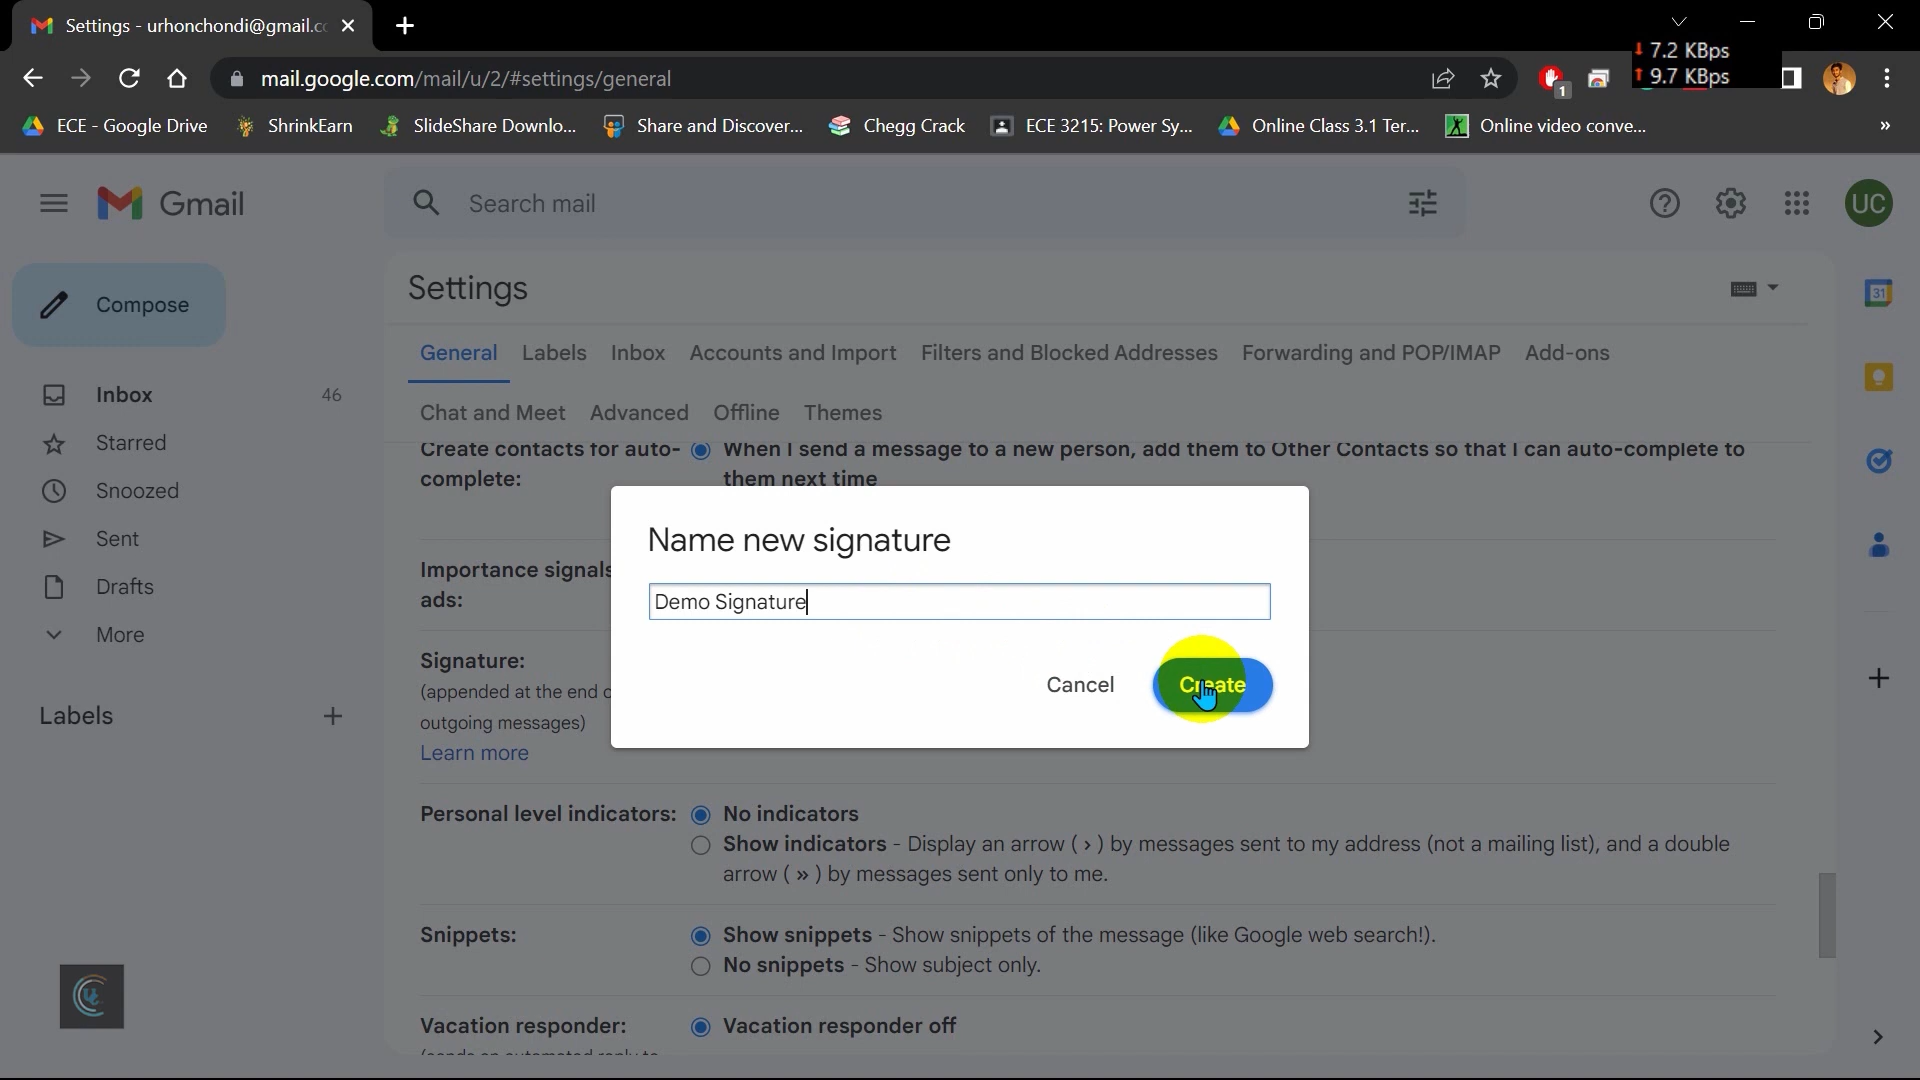 Settings - urhonchondi@gmail.c
7.2 KBps
mail.google.com/mail/u/2/#settings/general
1
9.7 KBps
ECE - Google Drive
ShrinkEarn
SlideShare Downlo...
Share and Discover...
Chegg Crack
ECE 3215: Power Sy...
Online Class 3.1 Ter...
Online video conve...
»
Gmail
Search mail
UC
Compose
Settings
31
General
Labels
Inbox
Accounts and Import
Filters and Blocked Addresses
Forwarding and POP/IMAP
Add-ons
Chat and Meet
Advanced
Offline
Themes
Inbox
46
Starred
Snoozed
Sent
Drafts
More
Labels
Create contacts for auto-
complete:
When I send a message to a new person, add them to Other Contacts so that I can auto-complete to
them next time
Importance signals
ads:
Name new signature
Demo Signature
Cancel
Create
Signature:
(appended at the end
outgoing messages)
Learn more
Personal level indicators:
No indicators
Show indicators - Display an arrow ( › ) by messages sent to my address (not a mailing list), and a double
arrow ( » ) by messages sent only to me.
Snippets:
Show snippets - Show snippets of the message (like Google web search!).
No snippets - Show subject only.
Vacation responder:
Vacation responder off